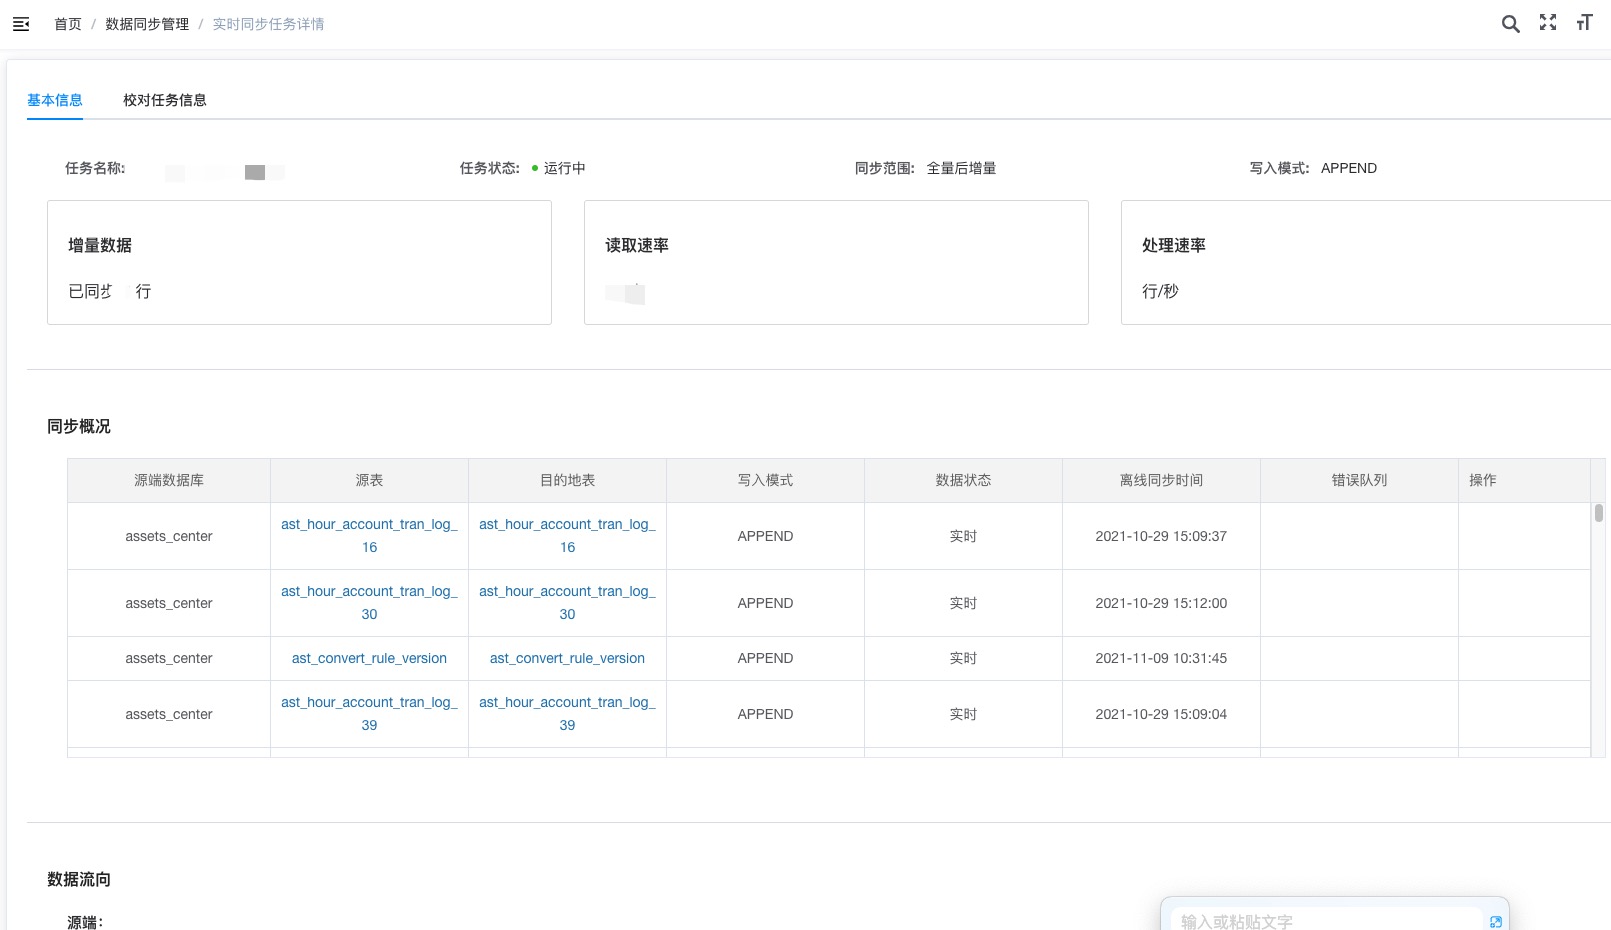 首页 / 数据同步管理 / 实时同步任务详情
基本信息 校对任务信息
任务名称: 任务状态: 运行中 同步范围: 全量后增量 写入模式: APPEND
增量数据 读取速率 处理速率
已同步 行 行/秒
同步概况
源端数据库 源表 目的地表 写入模式 数据状态 离线同步时间 错误队列 操作
assets_center ast_hour_account_tran_log_16 ast_hour_account_tran_log_16 APPEND 实时 2021-10-29 15:09:37
assets_center ast_hour_account_tran_log_30 ast_hour_account_tran_log_30 APPEND 实时 2021-10-29 15:12:00
assets_center ast_convert_rule_version ast_convert_rule_version APPEND 实时 2021-11-09 10:31:45
assets_center ast_hour_account_tran_log_39 ast_hour_account_tran_log_39 APPEND 实时 2021-10-29 15:09:04
数据流向
源端:
输入或粘贴文字